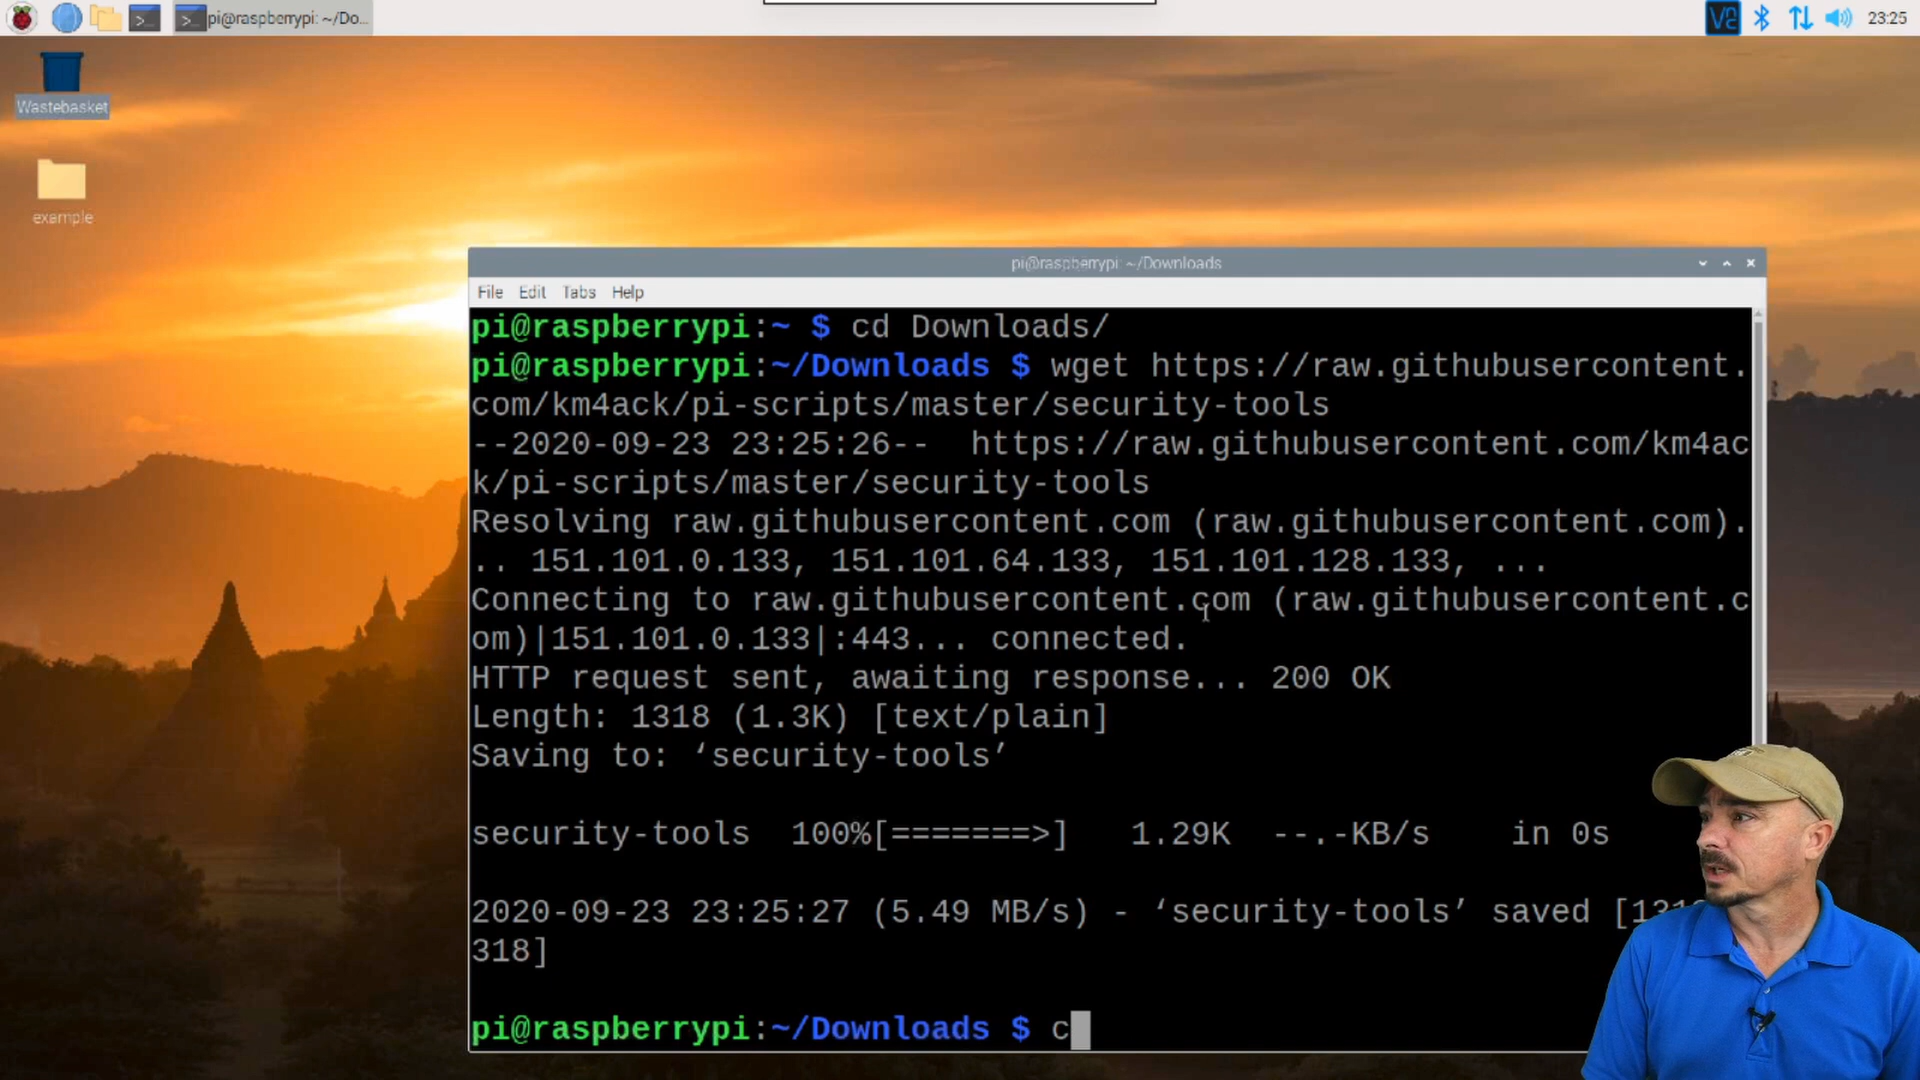 pi@raspberrypi: ~/Do...
23:25
Wastebasket
example
pi@raspberrypi: ~/Downloads
File Edit Tabs Help
pi@raspberrypi:~ $ cd Downloads/
pi@raspberrypi:~/Downloads $ wget https://raw.githubusercontent.
com/km4ack/pi-scripts/master/security-tools
--2020-09-23 23:25:26--  https://raw.githubusercontent.com/km4ac
k/pi-scripts/master/security-tools
Resolving raw.githubusercontent.com (raw.githubusercontent.com).
.. 151.101.0.133, 151.101.64.133, 151.101.128.133, ...
Connecting to raw.githubusercontent.com (raw.githubusercontent.c
om)|151.101.0.133|:443... connected.
HTTP request sent, awaiting response... 200 OK
Length: 1318 (1.3K) [text/plain]
Saving to: ‘security-tools’
security-tools  100%[=======>]   1.29K  --.-KB/s    in 0s
2020-09-23 23:25:27 (5.49 MB/s) - ‘security-tools’ saved
318]
pi@raspberrypi:~/Downloads $ c